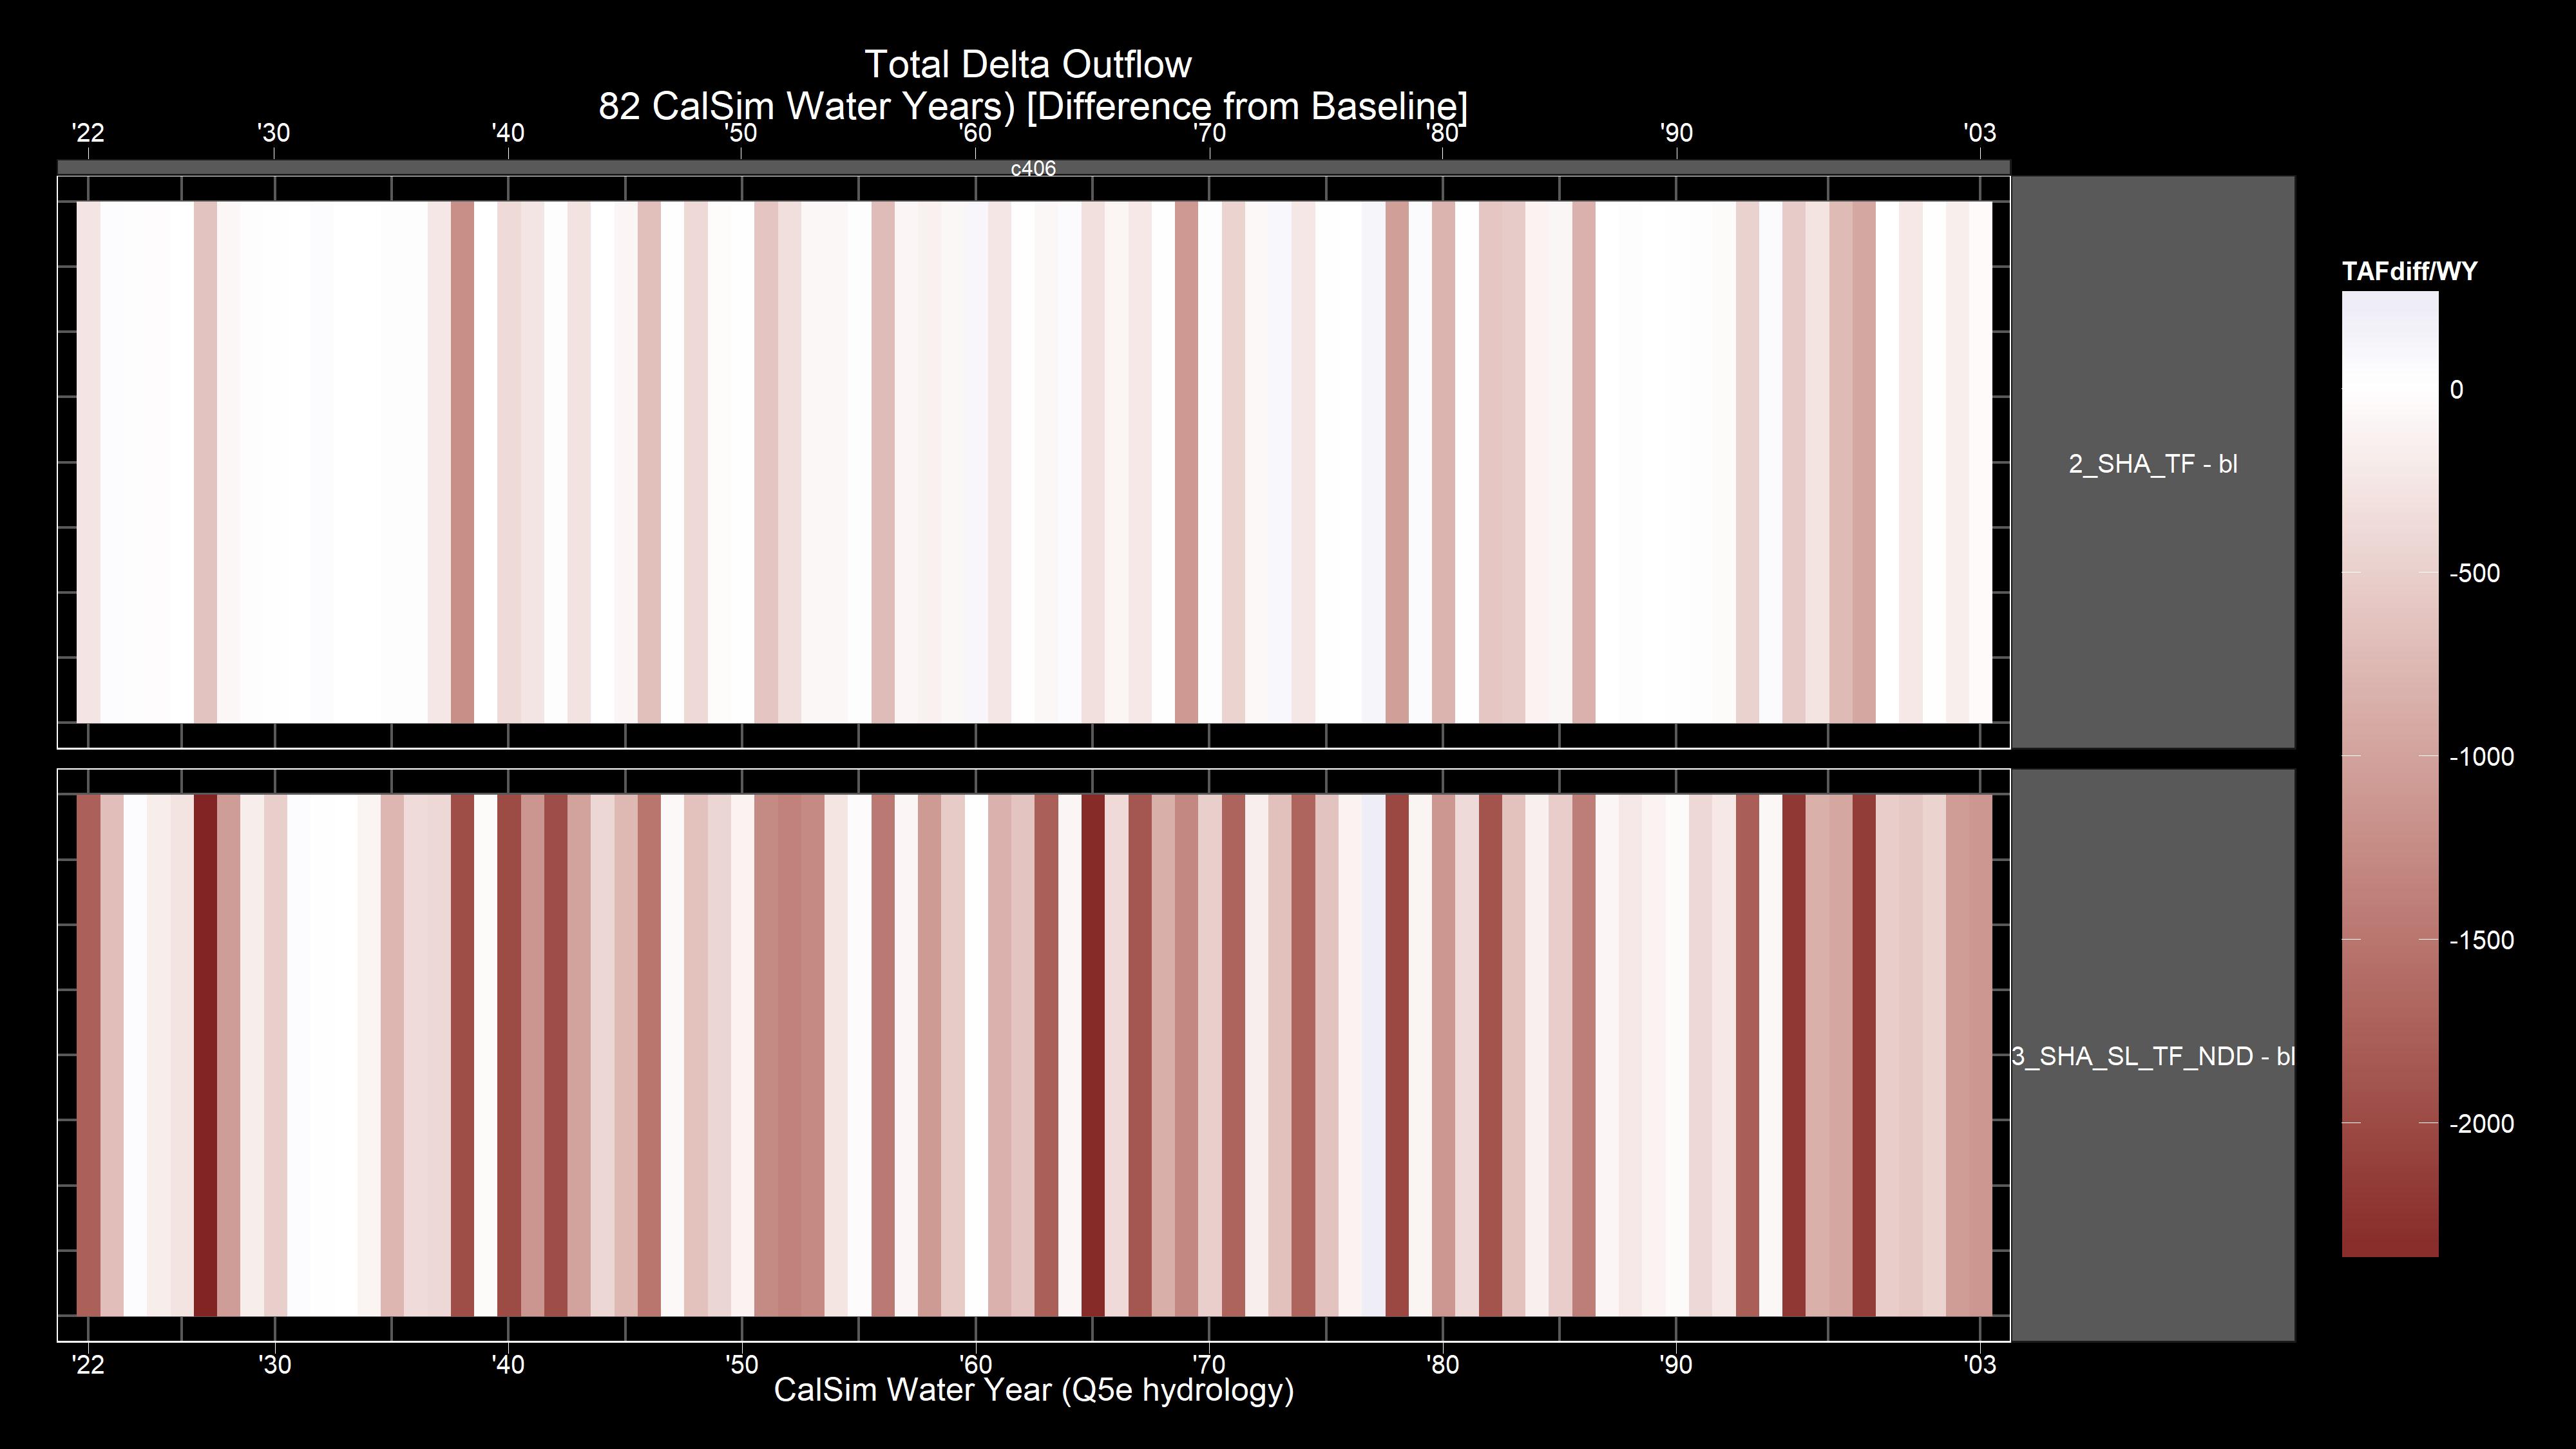 Total Delta Outflow
82 CalSim Water Years) [Difference from Baseline]
'22 '30 '40 '50 '60 '70 '80 '90 '03
c406
TAFdiff/WY
0
-500
-1000
-1500
-2000
2_SHA_TF - bl
3_SHA_SL_TF_NDD - bl
'22 '30 '40 '50 '60 '70 '80 '90 '03
CalSim Water Year (Q5e hydrology)